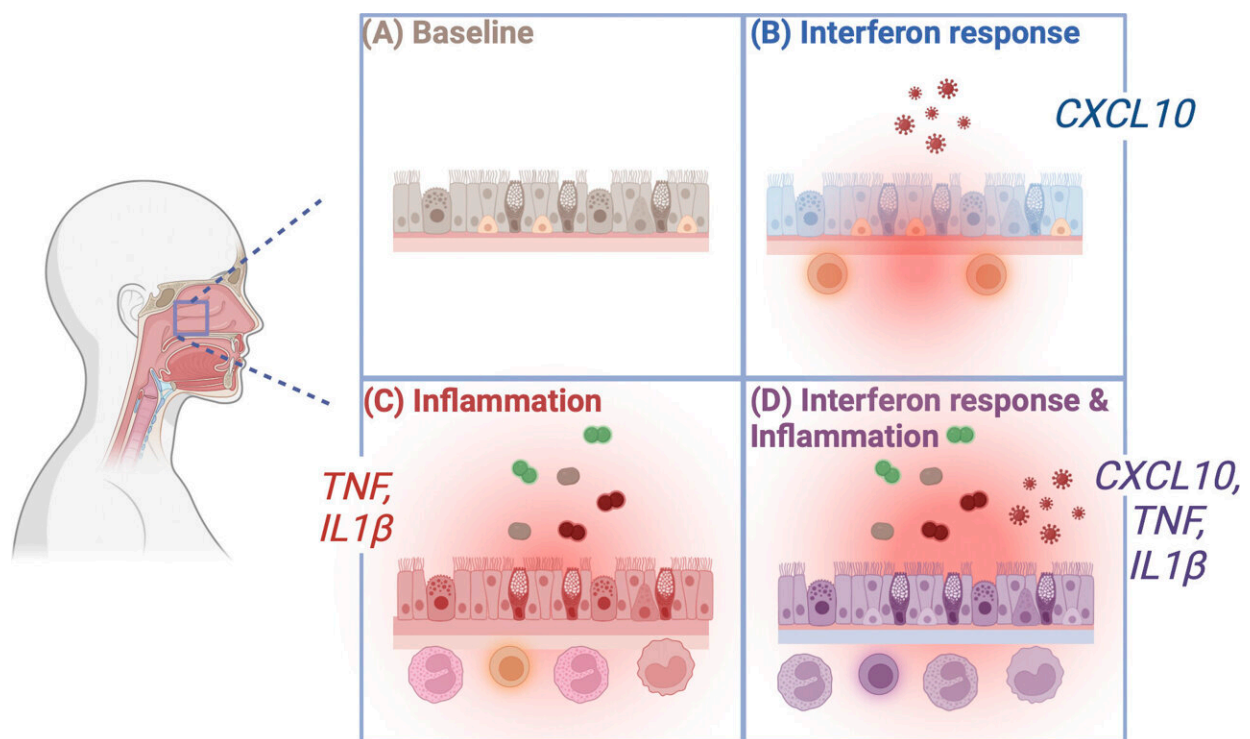 (A) Baseline
(B) Interferon response
CXCL10
(C) Inflammation
TNF,
IL1β
(D) Interferon response &
Inflammation
CXCL10,
TNF,
IL1β